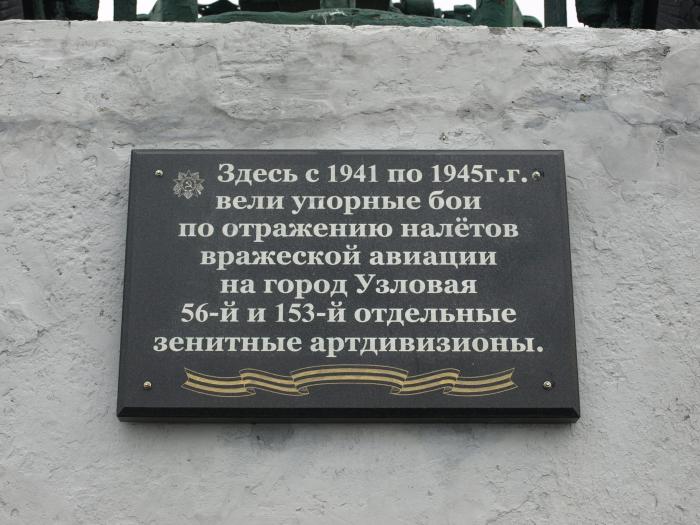 Здесь с 1941 по 1945г.г.
вели упорные бои
по отражению налётов
вражеской авиации
на город Узловая
56-й и 153-й отдельные
зенитные артдивизионы.